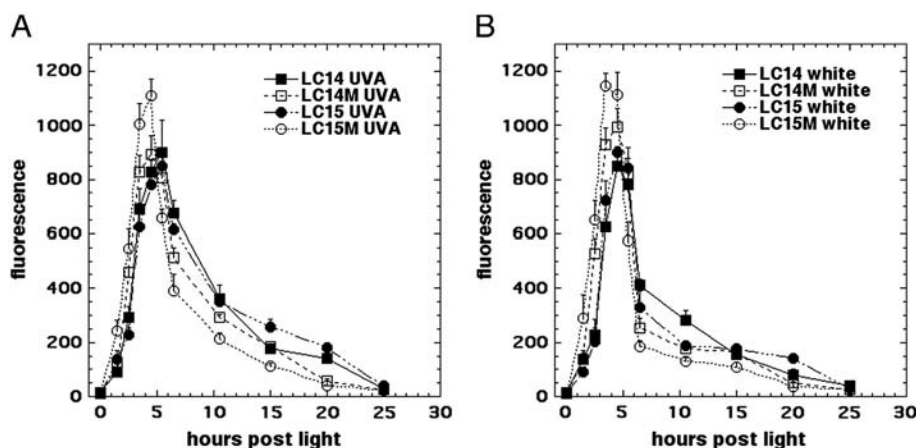 A
B
1200
1000
800
600
400
200
0
fluorescence
LC14 UVA
LC14M UVA
LC15 UVA
LC15M UVA
0 5 10 15 20 25 30
hours post light
1200
1000
800
600
400
200
0
fluorescence
LC14 white
LC14M white
LC15 white
LC15M white
0 5 10 15 20 25 30
hours post light